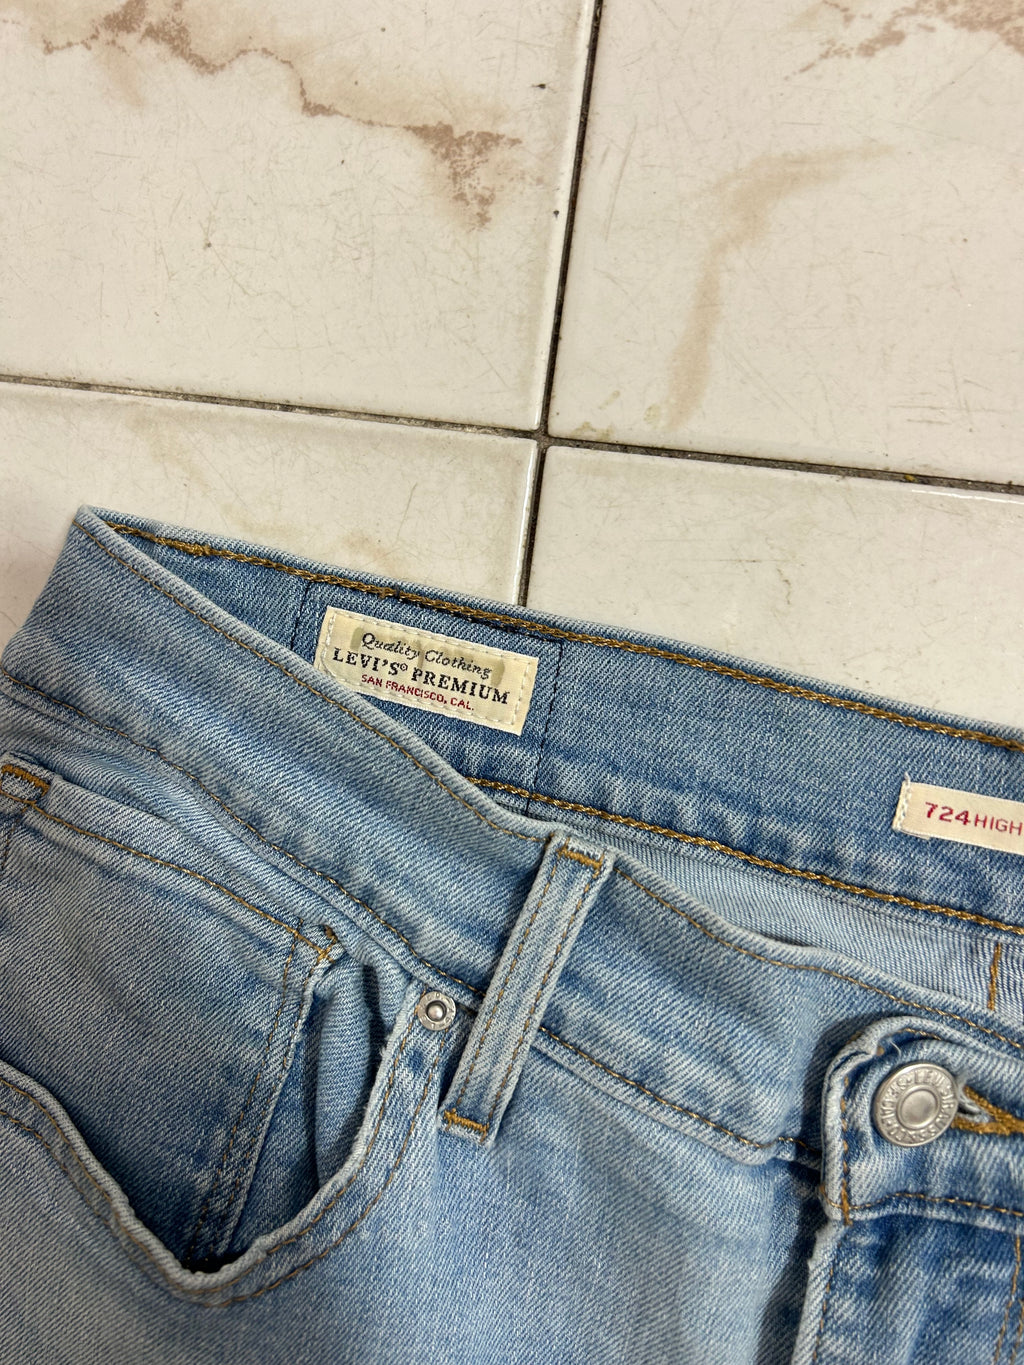 Quality Clothing
LEVI'S® PREMIUM
SAN FRANCISCO, CAL.
724 HIGH